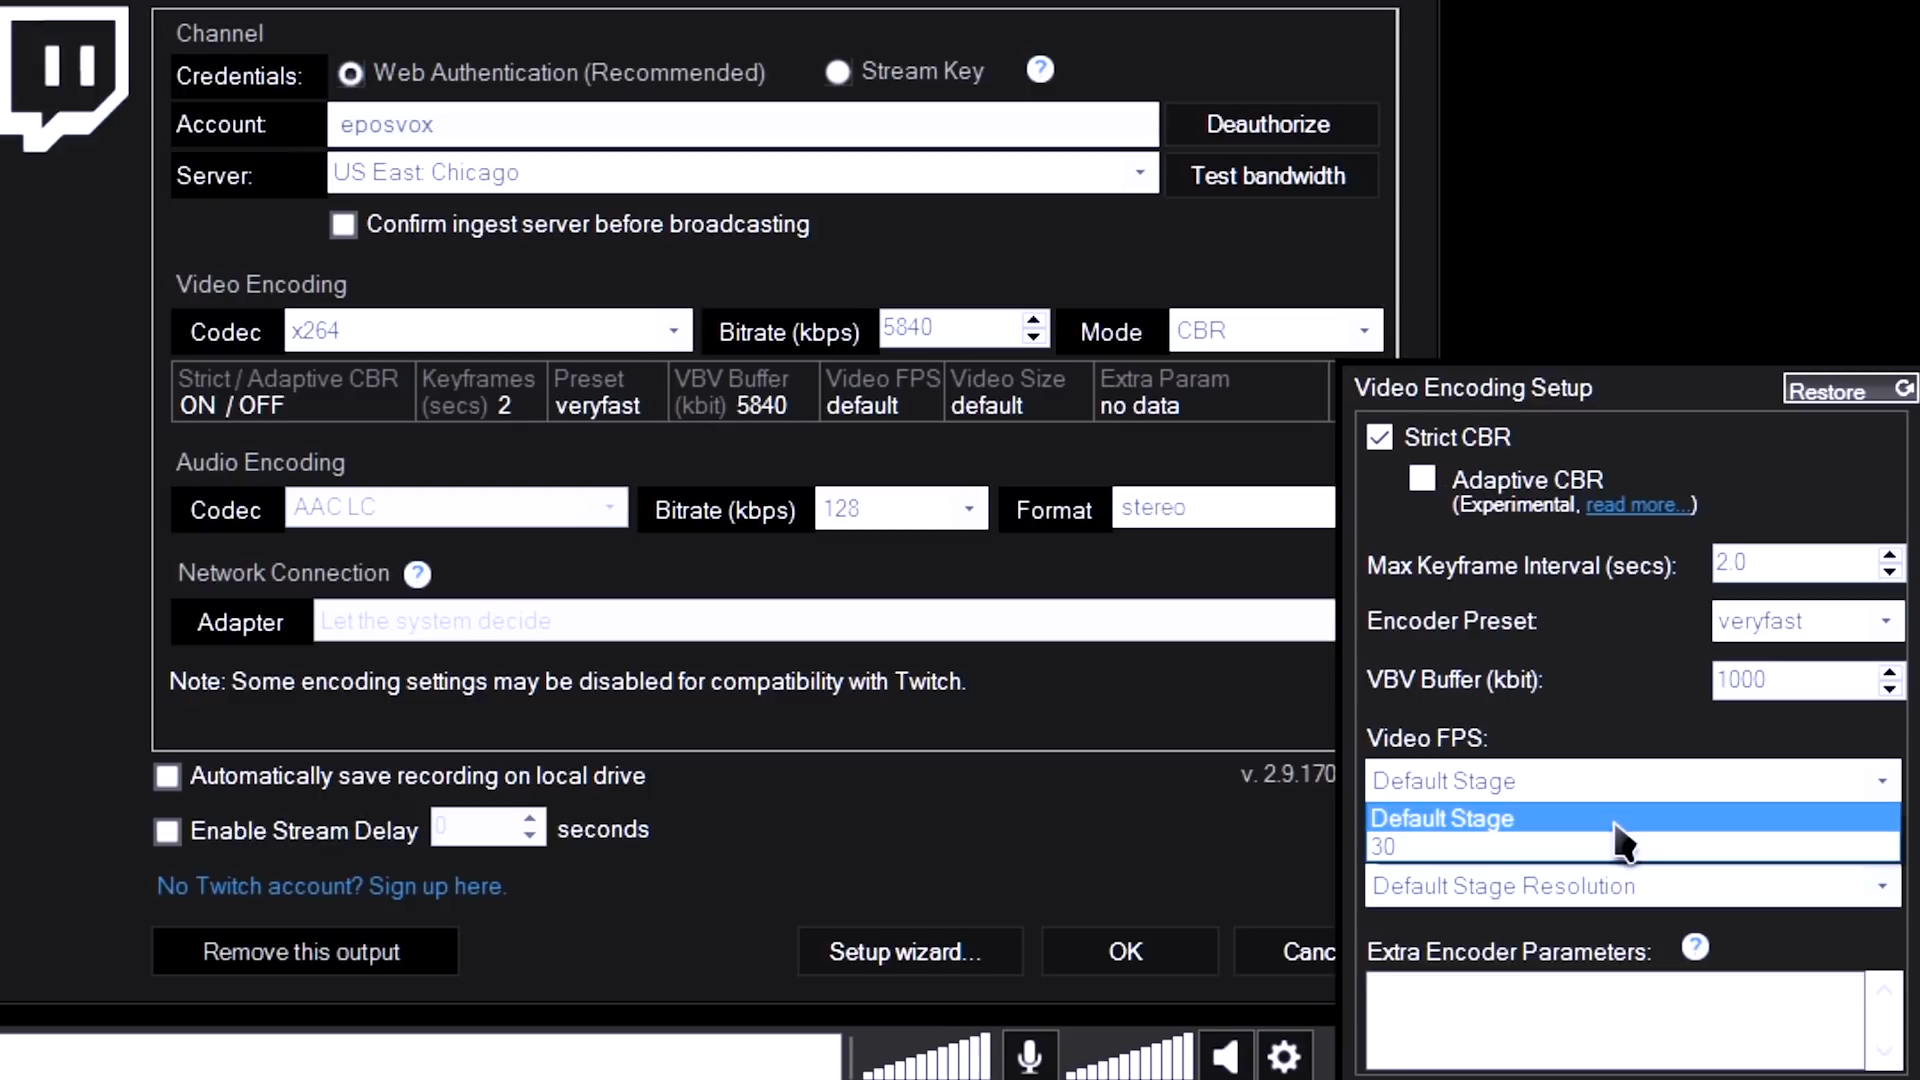 Channel
Credentials: Web Authentication (Recommended) Stream Key ?
Account: eposvox Deauthorize
Server: US East: Chicago Test bandwidth
Confirm ingest server before broadcasting
Video Encoding
Codec x264 Bitrate (kbps) 5840 Mode CBR
Strict / Adaptive CBR Keyframes Preset VBV Buffer Video FPS Video Size Extra Param
ON / OFF (secs) 2 veryfast (kbit) 5840 default default no data
Audio Encoding
Codec AAC LC Bitrate (kbps) 128 Format stereo
Network Connection ?
Adapter Let the system decide
Note: Some encoding settings may be disabled for compatibility with Twitch.
Automatically save recording on local drive v. 2.9.170
Enable Stream Delay 0 seconds
No Twitch account? Sign up here.
Remove this output Setup wizard... OK Canc
Video Encoding Setup Restore
Strict CBR
Adaptive CBR
(Experimental, read more...)
Max Keyframe Interval (secs): 2.0
Encoder Preset: veryfast
VBV Buffer (kbit): 1000
Video FPS:
Default Stage
Default Stage
30
Default Stage Resolution
Extra Encoder Parameters: ?